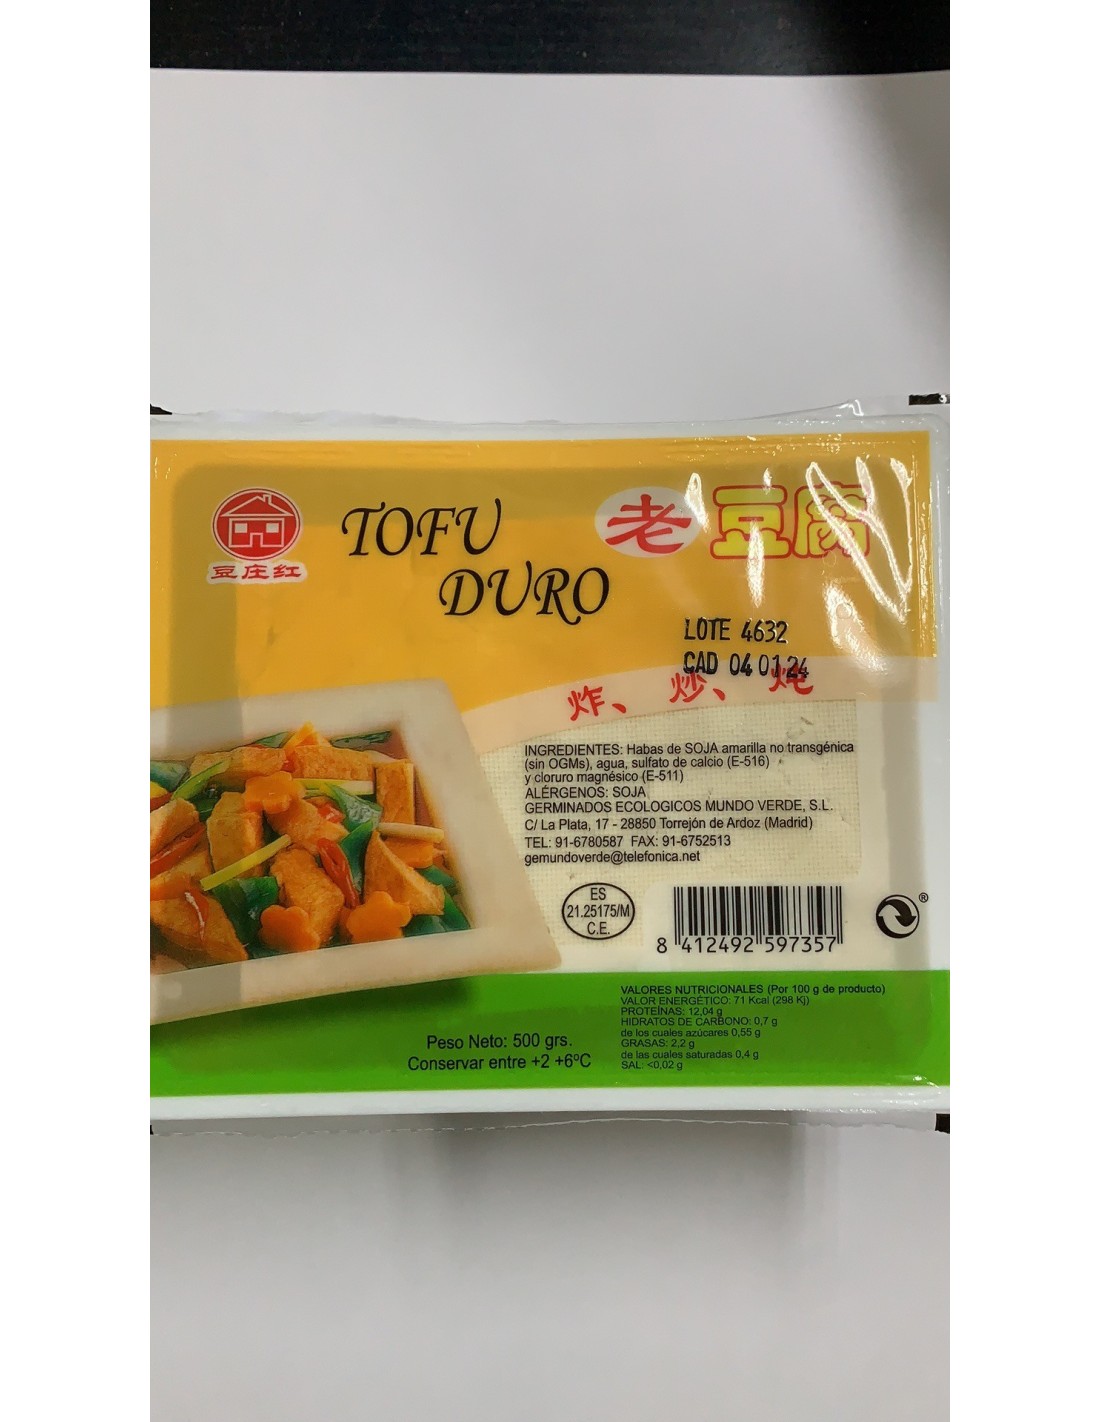 豆庄红
TOFU
DURO
老豆腐
LOTE 4632
CAD 04 01 24
炸、炒、炖
INGREDIENTES: Habas de SOJA amarilla no transgénica
(sin OGMs), agua, sulfato de calcio (E-516)
y cloruro magnésico (E-511)
ALÉRGENOS: SOJA
GERMINADOS ECOLOGICOS MUNDO VERDE, S.L.
C/ La Plata, 17 - 28850 Torrejón de Ardoz (Madrid)
TEL: 91-6780587 FAX: 91-6752513
gemundoverde@telefonica.net
ES
21.25175/M
C.E.
8 412492 597357
®
VALORES NUTRICIONALES (Por 100 g de producto)
VALOR ENERGÉTICO: 71 Kcal (298 Kj)
PROTEÍNAS: 12,04 g
HIDRATOS DE CARBONO: 0,7 g
de los cuales azúcares 0,55 g
GRASAS: 2,2 g
de las cuales saturadas 0,4 g
SAL: <0,02 g
Peso Neto: 500 grs.
Conservar entre +2 +6ºC